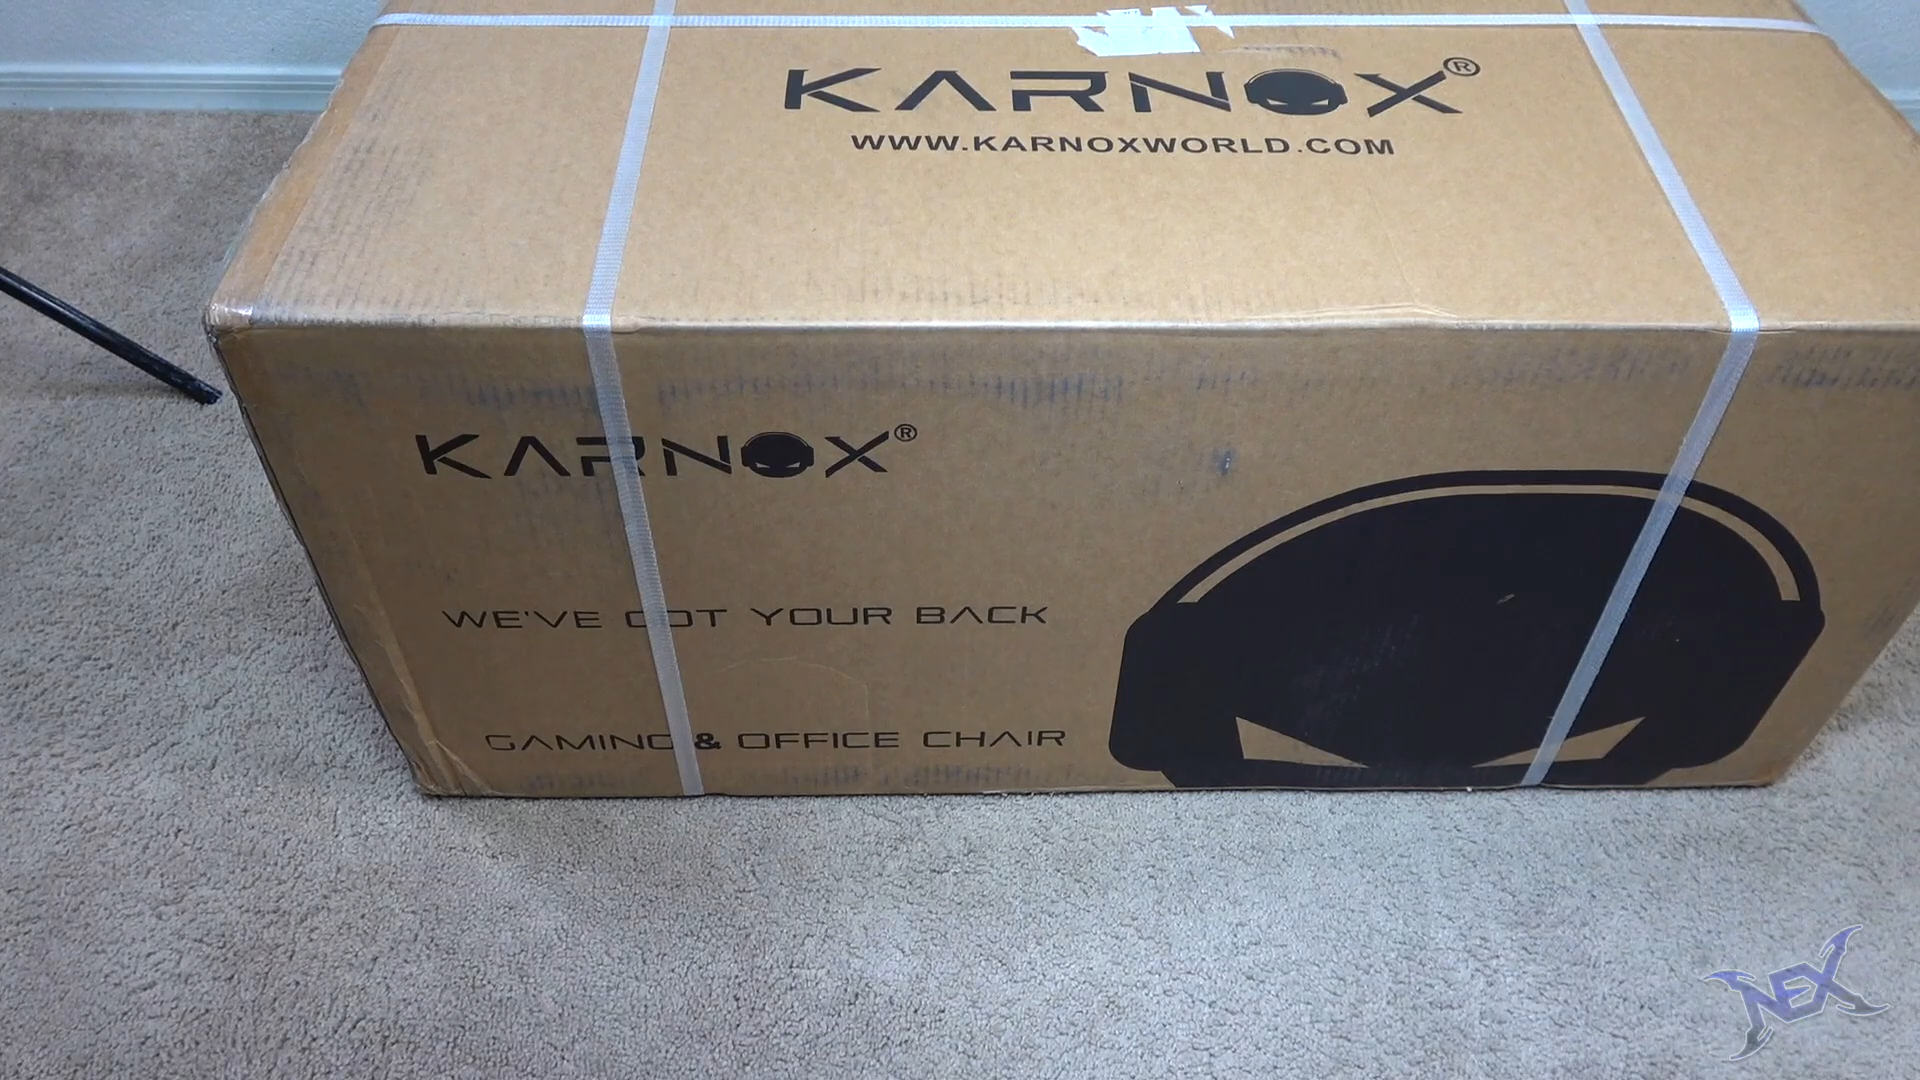 KARNOX®
WWW.KARNOXWORLD.COM
KARNOX®
WE'VE GOT YOUR BACK
GAMING & OFFICE CHAIR
NEX